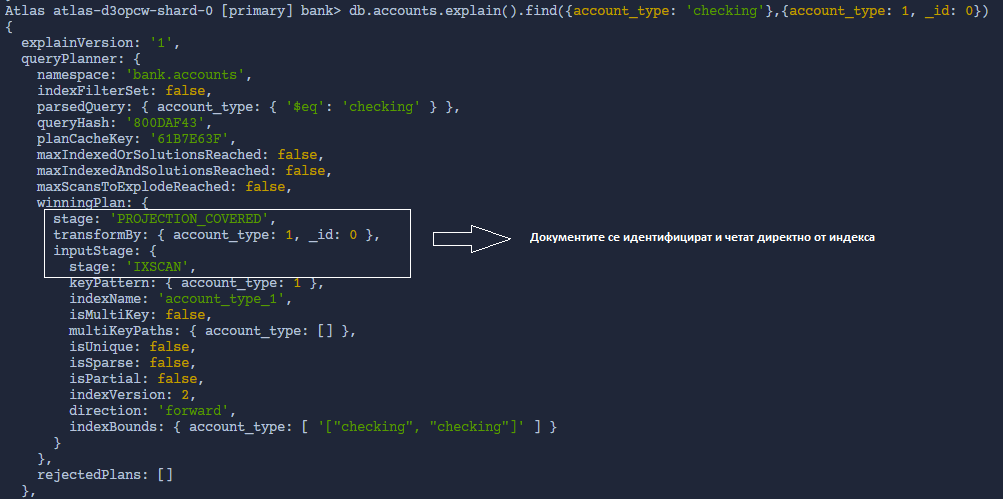 Atlas atlas-d3opcw-shard-0 [primary] bank> db.accounts.explain().find({account_type: 'checking'},{account_type: 1, _id: 0})
{
  explainVersion: '1',
  queryPlanner: {
    namespace: 'bank.accounts',
    indexFilterSet: false,
    parsedQuery: { account_type: { '$eq': 'checking' } },
    queryHash: '800DAF43',
    planCacheKey: '61B7E63F',
    maxIndexedOrSolutionsReached: false,
    maxIndexedAndSolutionsReached: false,
    maxScansToExplodeReached: false,
    winningPlan: {
      stage: 'PROJECTION_COVERED',
      transformBy: { account_type: 1, _id: 0 },
      Документите се идентифицират и четат директно от индекса
      inputStage: {
        stage: 'IXSCAN',
        keyPattern: { account_type: 1 },
        indexName: 'account_type_1',
        isMultiKey: false,
        multiKeyPaths: { account_type: [] },
        isUnique: false,
        isSparse: false,
        isPartial: false,
        indexVersion: 2,
        direction: 'forward',
        indexBounds: { account_type: [ '["checking", "checking"]' ] }
      }
    },
    rejectedPlans: []
  },